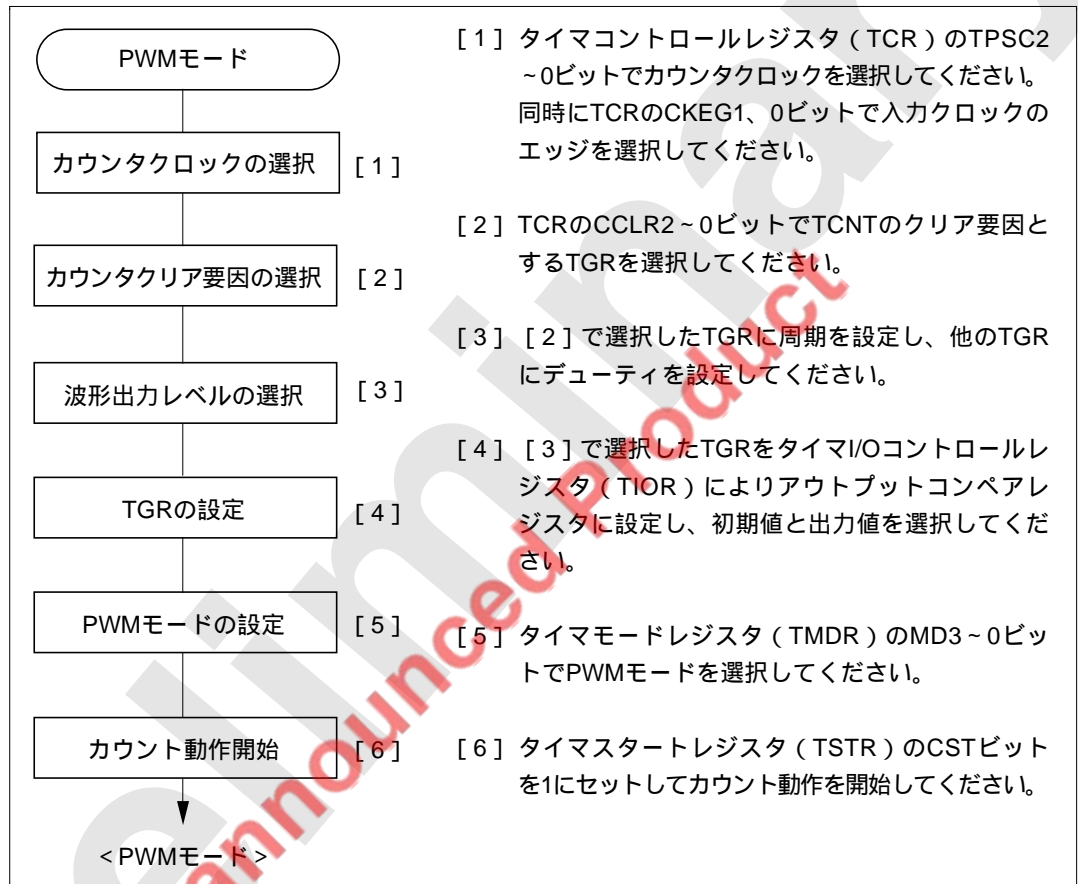 PWMモード
カウンタクロックの選択 [1]
カウンタクリア要因の選択 [2]
波形出力レベルの選択 [3]
TGRの設定 [4]
PWMモードの設定 [5]
カウント動作開始 [6]
<PWMモード>
[1] タイマコントロールレジスタ(TCR)のTPSC2
~0ビットでカウンタクロックを選択してください。
同時にTCRのCKEG1、0ビットで入力クロックの
エッジを選択してください。
[2] TCRのCCLR2~0ビットでTCNTのクリア要因と
するTGRを選択してください。
[3] [2]で選択したTGRに周期を設定し、他のTGR
にデューティを設定してください。
[4] [3]で選択したTGRをタイマI/Oコントロールレ
ジスタ(TIOR)によりアウトプットコンペアレ
ジスタに設定し、初期値と出力値を選択してくだ
さい。
[5] タイマモードレジスタ(TMDR)のMD3~0ビッ
トでPWMモードを選択してください。
[6] タイマスタートレジスタ(TSTR)のCSTビット
を1にセットしてカウント動作を開始してください。
announced Product